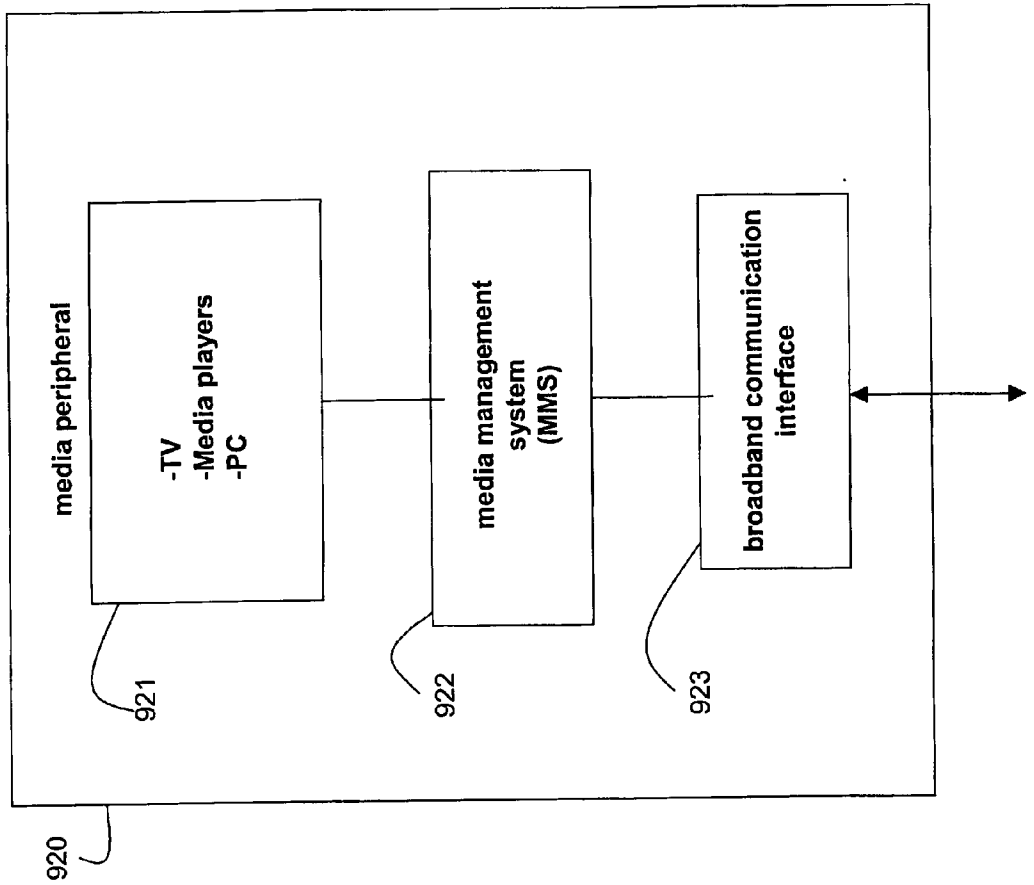 media peripheral
-TV
-Media players
-PC
media management
system
(MMS)
broadband communication
interface
921
922
923
920